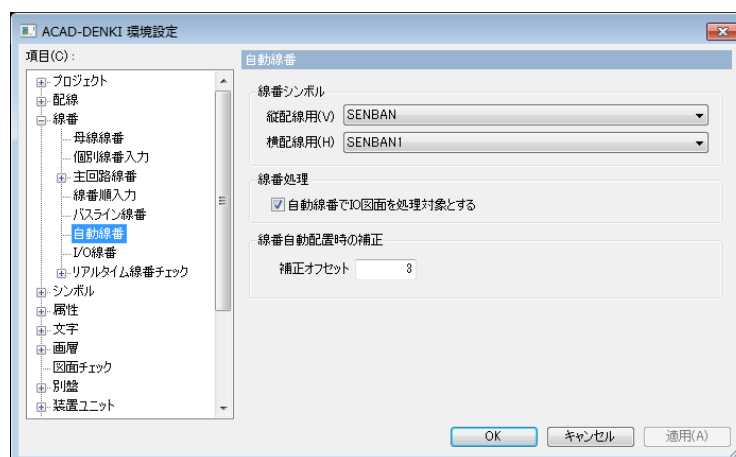 ACAD-DENKI 環境設定
項目(C) :
プロジェクト
配線
線番
母線線番
個別線番入力
主回路線番
線番順入力
バスライン線番
自動線番
I/O線番
リアルタイム線番チェック
シンボル
属性
文字
画層
図面チェック
別盤
装置ユニット
自動線番
線番シンボル
縦配線用(V) SENBAN
横配線用(H) SENBAN1
線番処理
自動線番でIO図面を処理対象とする
線番自動配置時の補正
補正オフセット 3
OK キャンセル 適用(A)